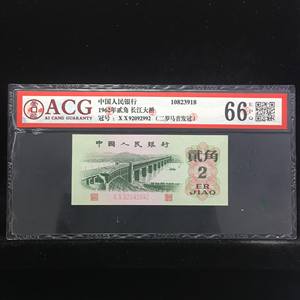 ACG
AI CANG GUARANTY
中国人民银行
10823918
1962年贰角 长江大桥
冠号：XX92092992 （二罗马首发冠）
66
EPQ
中国人民银行
XX92092992
贰角
2
ER
JIAO